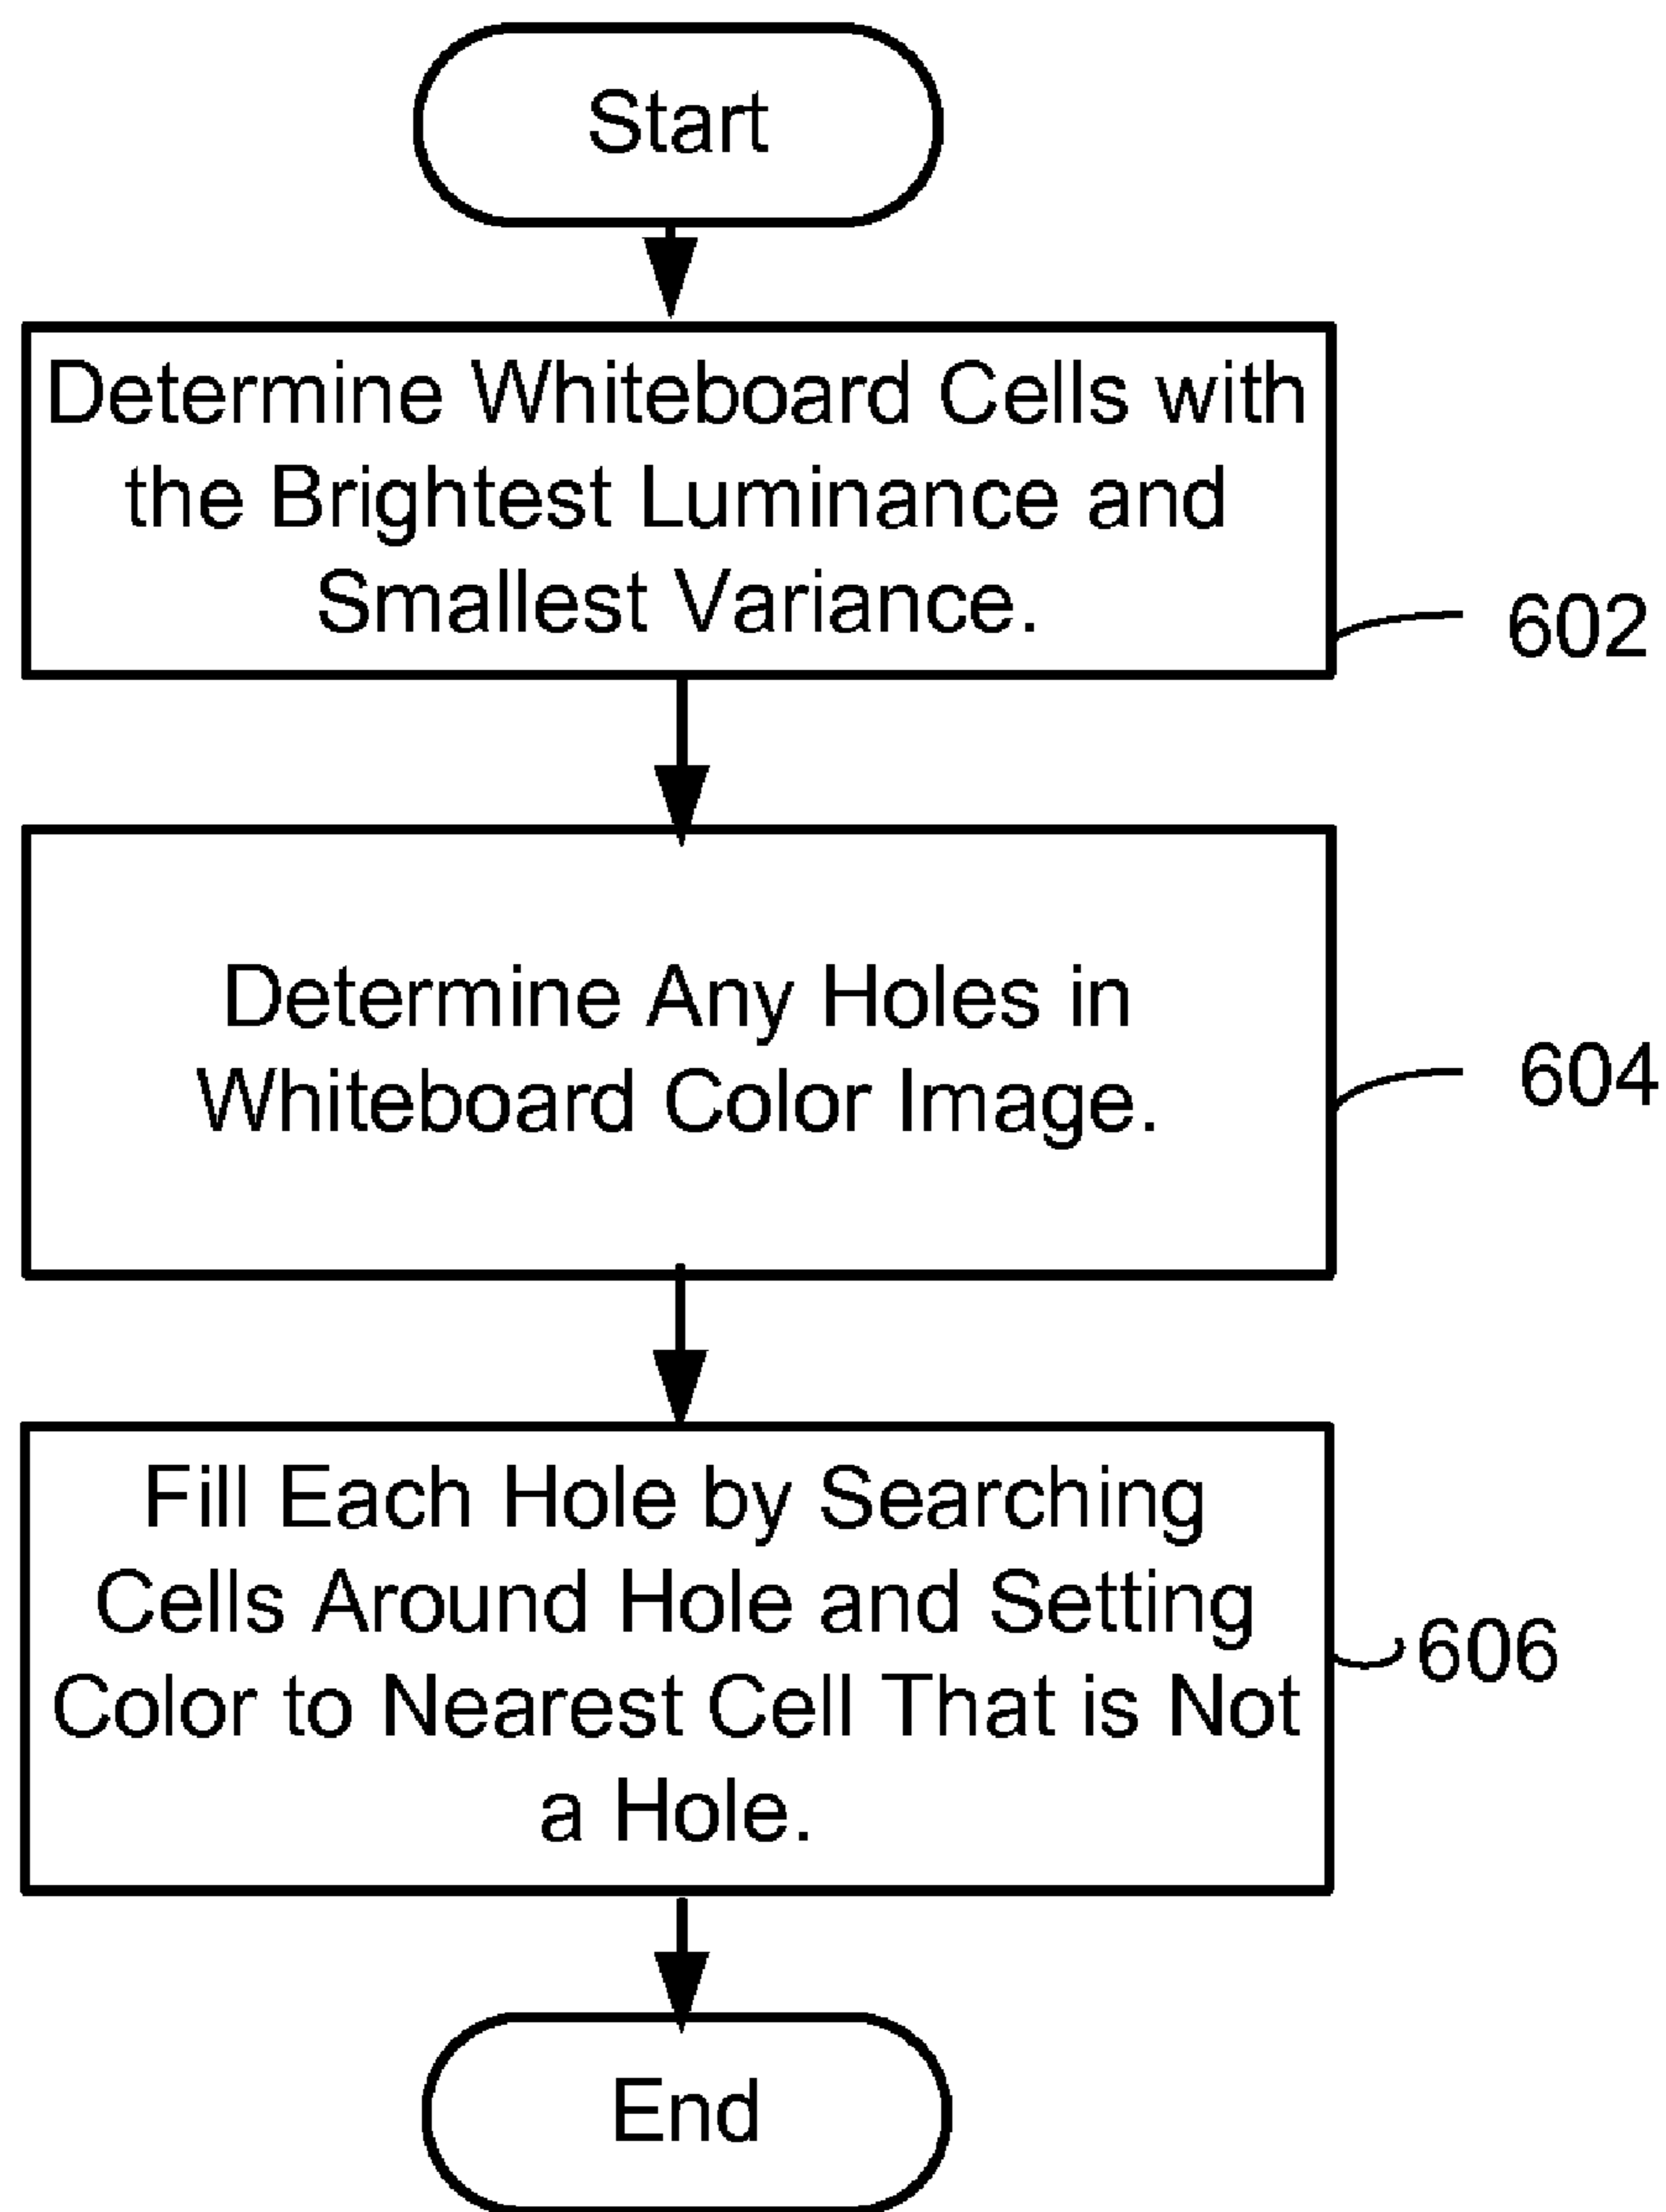 Start
Determine Whiteboard Cells with
the Brightest Luminance and
Smallest Variance.
602
Determine Any Holes in
Whiteboard Color Image.
604
Fill Each Hole by Searching
Cells Around Hole and Setting
Color to Nearest Cell That is Not
a Hole.
606
End